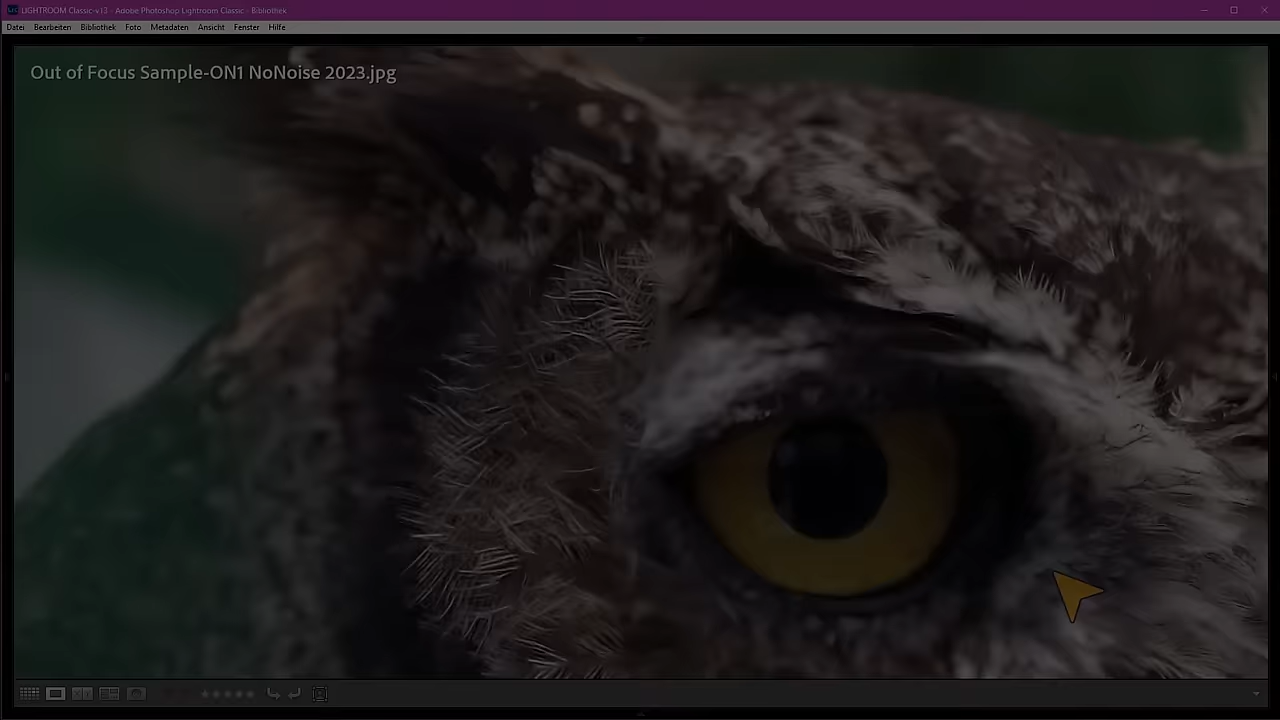 LrC LIGHTROOM Classic-v13 - Adobe Photoshop Lightroom Classic - Bibliothek
Datei Bearbeiten Bibliothek Foto Metadaten Ansicht Fenster Hilfe
Out of Focus Sample-ON1 NoNoise 2023.jpg